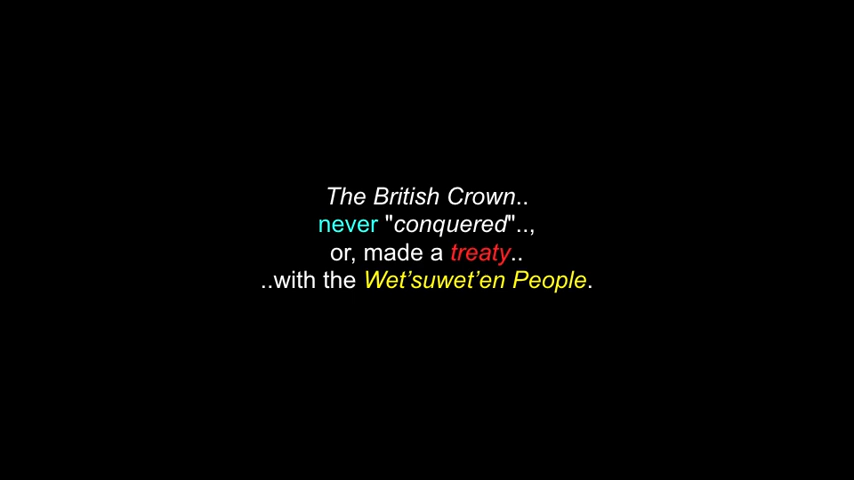 The British Crown..
never "conquered"..,
or, made a treaty..
..with the Wet’suwet’en People.